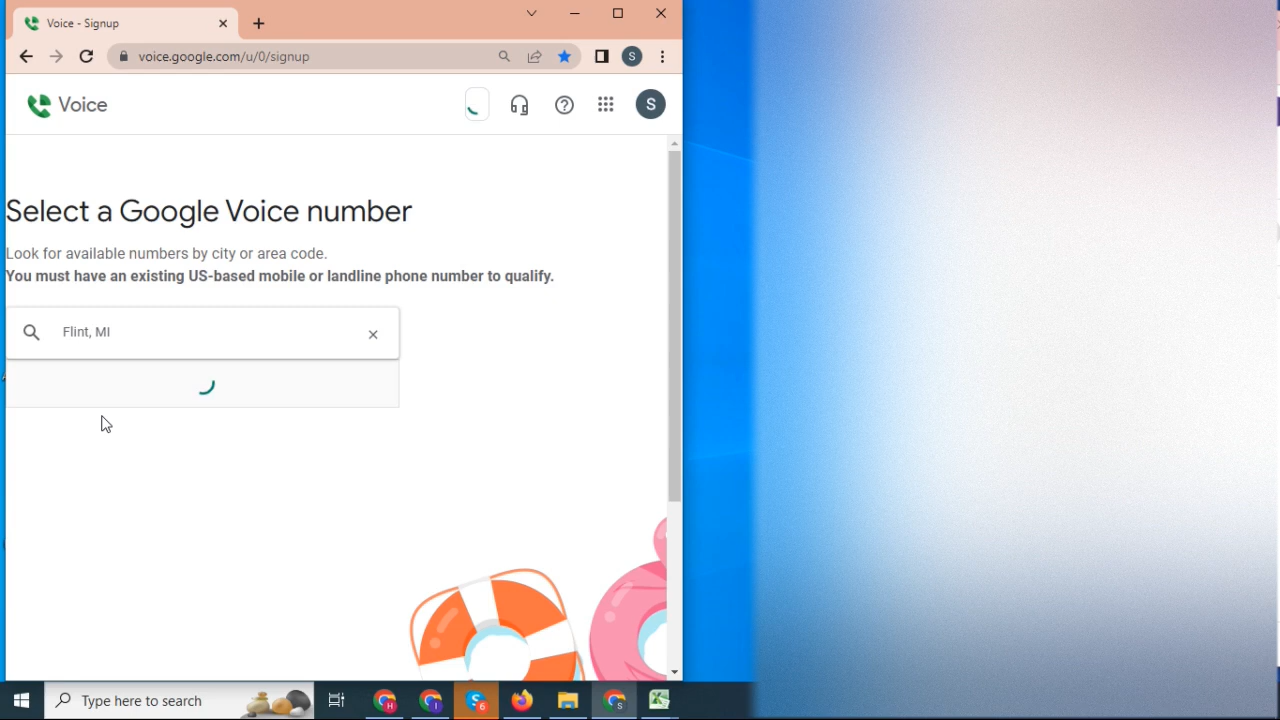 Voice - Signup
voice.google.com/u/0/signup
S
Voice
S
Select a Google Voice number
Look for available numbers by city or area code.
You must have an existing US-based mobile or landline phone number to qualify.
Flint, MI
Type here to search
H
I
S
6
S